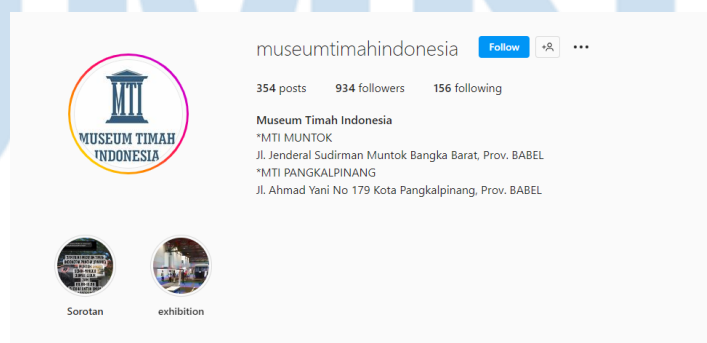 museumtimahindonesia Follow
354 posts 934 followers 156 following
Museum Timah Indonesia
*MTI MUNTOK
Jl. Jenderal Sudirman Muntok Bangka Barat, Prov. BABEL
*MTI PANGKALPINANG
Jl. Ahmad Yani No 179 Kota Pangkalpinang, Prov. BABEL
MTI
MUSEUM TIMAH
INDONESIA
Sorotan exhibition